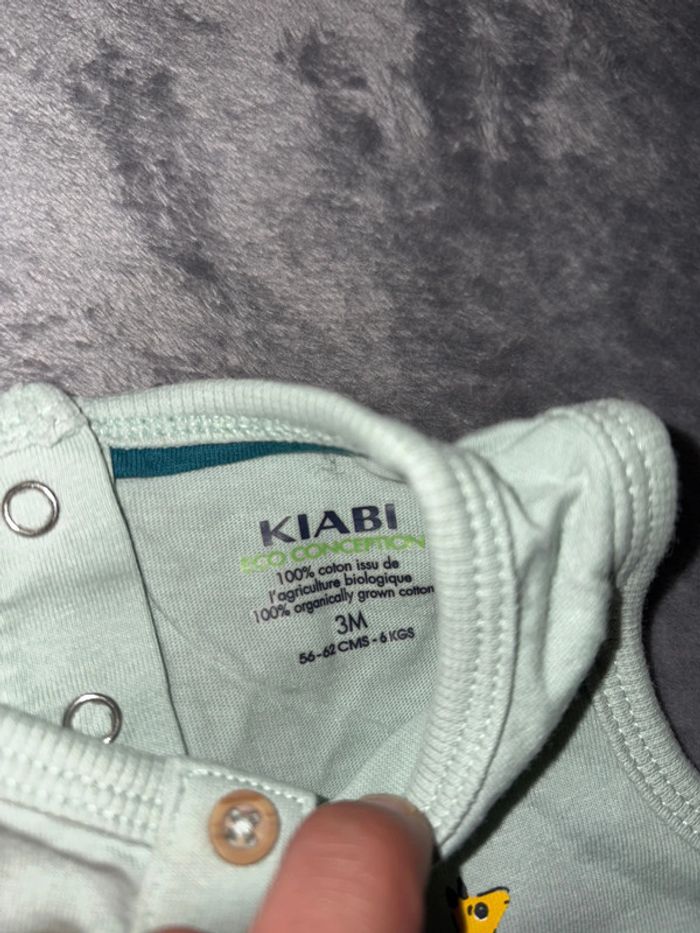 KIABI
ECO CONCEPTION
100% coton issu de
l'agriculture biologique
100% organically grown cotton
3M
56-62 CMS - 6 KGS